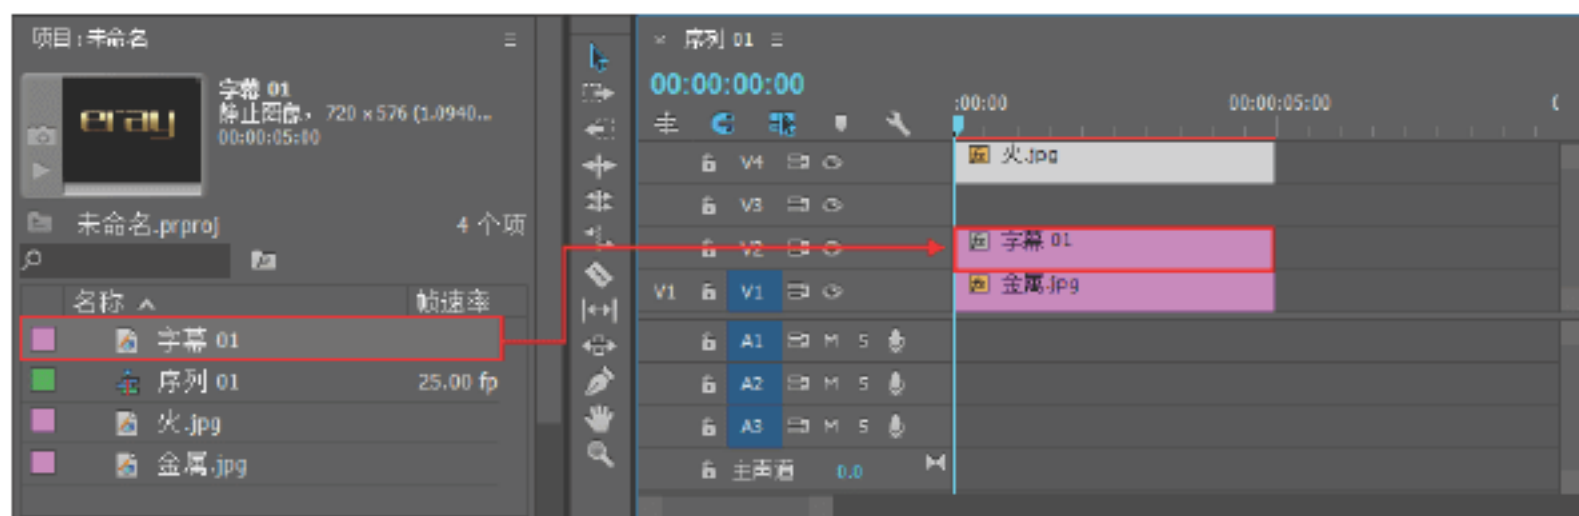 项目:未命名
字幕 01
静止图像, 720 x 576 (1.0940...
00:00:05:00
eray
未命名.prproj
4 个项
名称
帧速率
字幕 01
序列 01
25.00 fp
火.jpg
金属.jpg
× 序列 01
00:00:00:00
:00:00
00:00:05:00
V4
火.jpg
V3
V2
字幕 01
V1
V1
金属.jpg
A1 M S
A2 M S
A3 M S
主声道 0.0